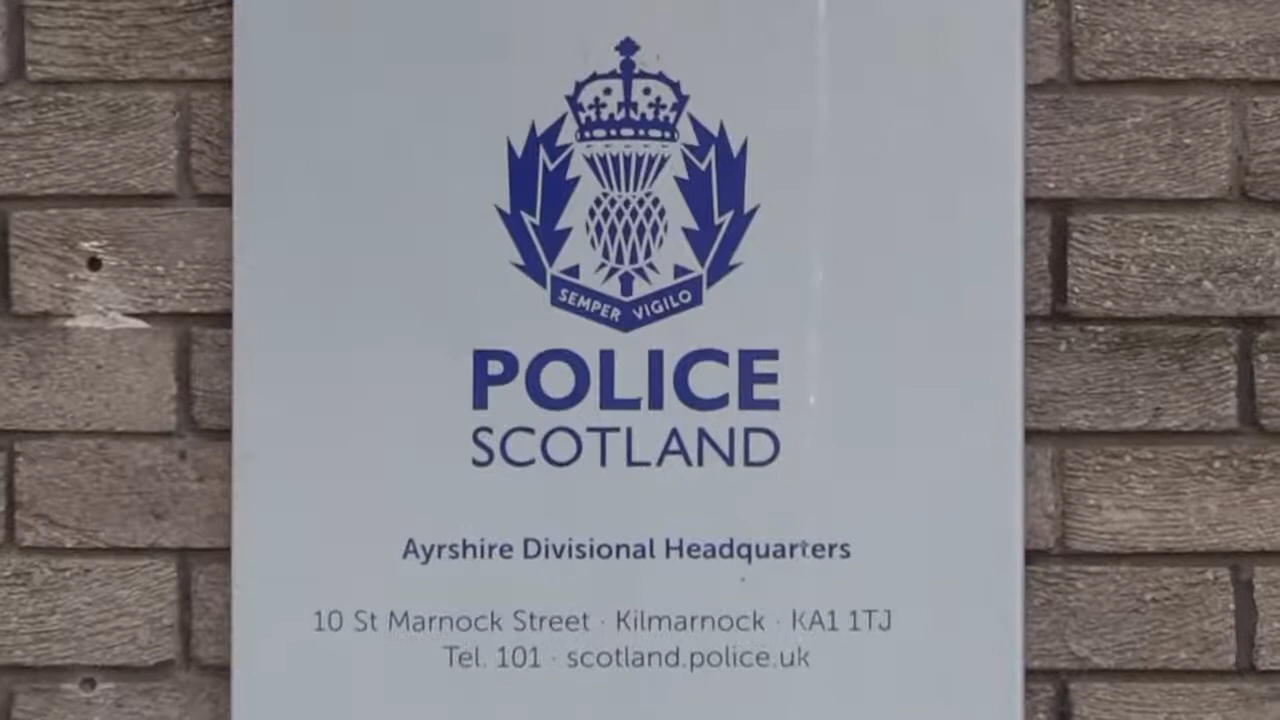 SEMPER VIGILO
POLICE
SCOTLAND
Ayrshire Divisional Headquarters
10 St Marnock Street · Kilmarnock · KA1 1TJ
Tel. 101 · scotland.police.uk